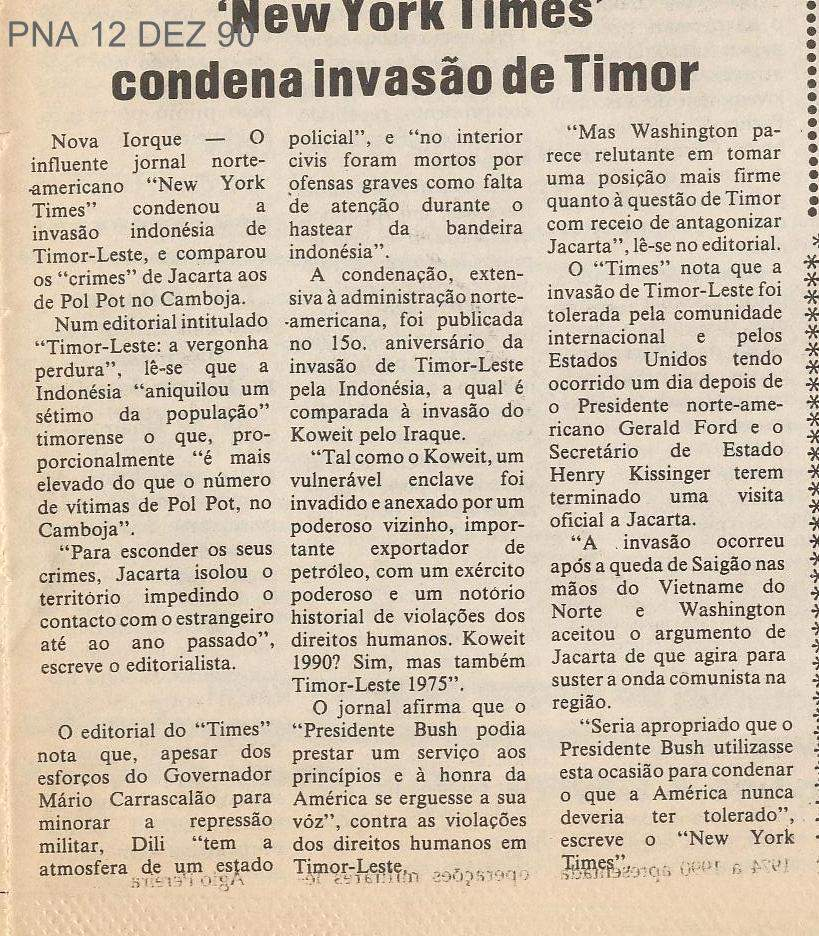 'New York Times'
PNA 12 DEZ 90
condena invasão de Timor
Nova Iorque — O
influente jornal norte-
-americano “New York
Times” condenou a
invasão indonésia de
Timor-Leste, e comparou
os “crimes” de Jacarta aos
de Pol Pot no Camboja.
Num editorial intitulado
“Timor-Leste: a vergonha
perdura”, lê-se que a
Indonésia “aniquilou um
sétimo da população”
timorense o que, pro-
porcionalmente “é mais
elevado do que o número
de vítimas de Pol Pot, no
Camboja”.
“Para esconder os seus
crimes, Jacarta isolou o
território impedindo o
contacto com o estrangeiro
até ao ano passado”,
escreve o editorialista.
O editorial do “Times”
nota que, apesar dos
esforços do Governador
Mário Carrascalão para
minorar a repressão
militar, Dili “tem a
atmosfera de um estado
policial”, e “no interior
civis foram mortos por
ofensas graves como falta
de atenção durante o
hastear da bandeira
indonésia”.
A condenação, exten-
siva à administração norte-
-americana, foi publicada
no 15o. aniversário da
invasão de Timor-Leste
pela Indonésia, a qual é
comparada à invasão do
Koweit pelo Iraque.
“Tal como o Koweit, um
vulnerável enclave foi
invadido e anexado por um
poderoso vizinho, impor-
tante exportador de
petróleo, com um exército
poderoso e um notório
historial de violações dos
direitos humanos. Koweit
1990? Sim, mas também
Timor-Leste 1975”.
O jornal afirma que o
“Presidente Bush podia
prestar um serviço aos
princípios e à honra da
América se erguesse a sua
vóz”, contra as violações
dos direitos humanos em
Timor-Leste.
“Mas Washington pa-
rece relutante em tomar
uma posição mais firme
quanto à questão de Timor
com receio de antagonizar
Jacarta”, lê-se no editorial.
O “Times” nota que a
invasão de Timor-Leste foi
tolerada pela comunidade
internacional e pelos
Estados Unidos tendo
ocorrido um dia depois de
o Presidente norte-ame-
ricano Gerald Ford e o
Secretário de Estado
Henry Kissinger terem
terminado uma visita
oficial a Jacarta.
“A invasão ocorreu
após a queda de Saigão nas
mãos do Vietname do
Norte e Washington
aceitou o argumento de
Jacarta de que agira para
suster a onda comunista na
região.
“Seria apropriado que o
Presidente Bush utilizasse
esta ocasião para condenar
o que a América nunca
deveria ter tolerado”,
escreve o “New York
Times”